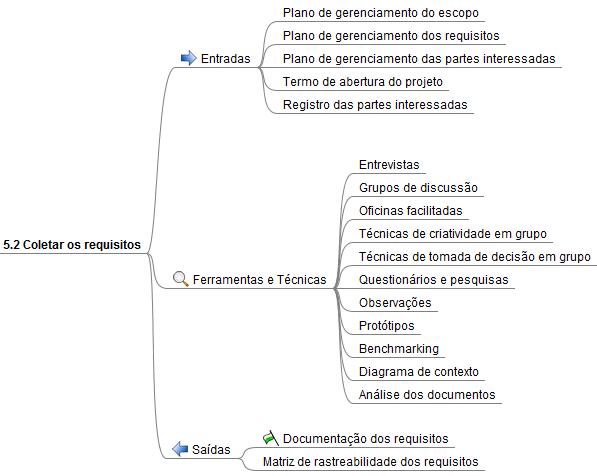 5.2 Coletar os requisitos
Entradas
Plano de gerenciamento do escopo
Plano de gerenciamento dos requisitos
Plano de gerenciamento das partes interessadas
Termo de abertura do projeto
Registro das partes interessadas
Ferramentas e Técnicas
Entrevistas
Grupos de discussão
Oficinas facilitadas
Técnicas de criatividade em grupo
Técnicas de tomada de decisão em grupo
Questionários e pesquisas
Observações
Protótipos
Benchmarking
Diagrama de contexto
Análise dos documentos
Saídas
Documentação dos requisitos
Matriz de rastreabilidade dos requisitos